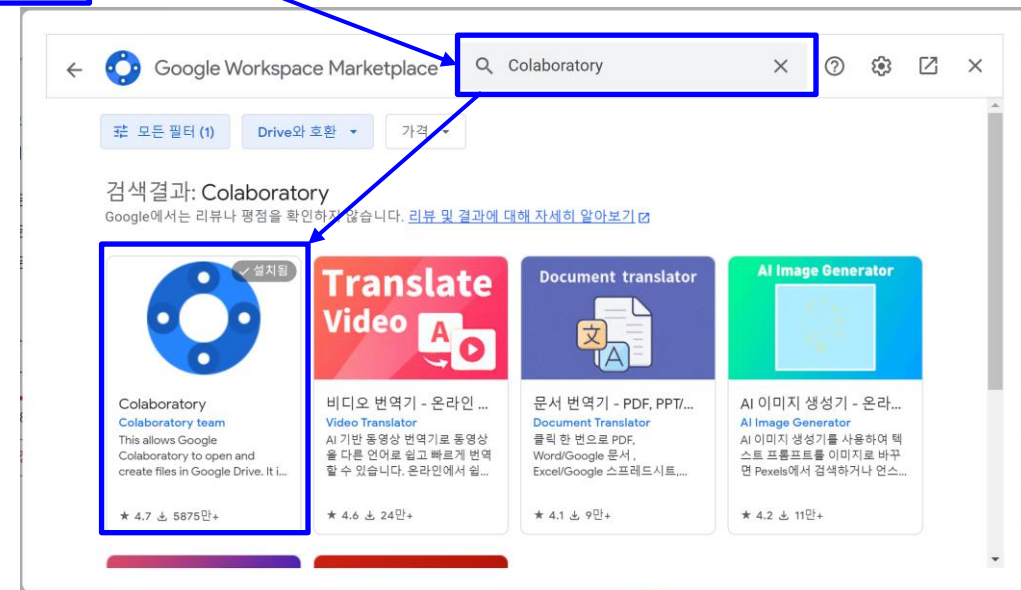 Google Workspace Marketplace
Colaboratory
모든 필터 (1)
Drive와 호환
가격
검색결과: Colaboratory
Google에서는 리뷰나 평점을 확인하지 않습니다. 리뷰 및 결과에 대해 자세히 알아보기
설치됨
Colaboratory
Colaboratory team
This allows Google
Colaboratory to open and
create files in Google Drive. It i...
★ 4.7 5875만+
Translate
Video
A
비디오 번역기 - 온라인 ...
Video Translator
AI 기반 동영상 번역기로 동영상
을 다른 언어로 쉽고 빠르게 번역
할 수 있습니다. 온라인에서 쉽...
★ 4.6 24만+
Document translator
文
A
문서 번역기 - PDF, PPT/...
Document Translator
클릭 한 번으로 PDF,
Word/Google 문서 ,
Excel/Google 스프레드시트,...
★ 4.1 9만+
AI Image Generator
AI 이미지 생성기 - 온라...
AI Image Generator
AI 이미지 생성기를 사용하여 텍
스트 프롬프트를 이미지로 바꾸
면 Pexels에서 검색하거나 언스...
★ 4.2 11만+